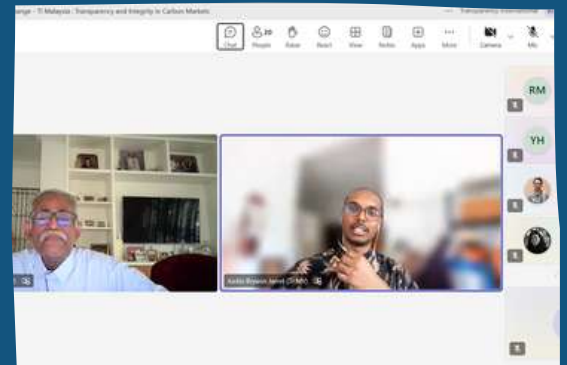 ange - TI Malaysia : Transparency and Integrity in Carbon Markets
Transparency International
20
Chat People Raise React View Notes Apps More Camera Mic
RM
YH